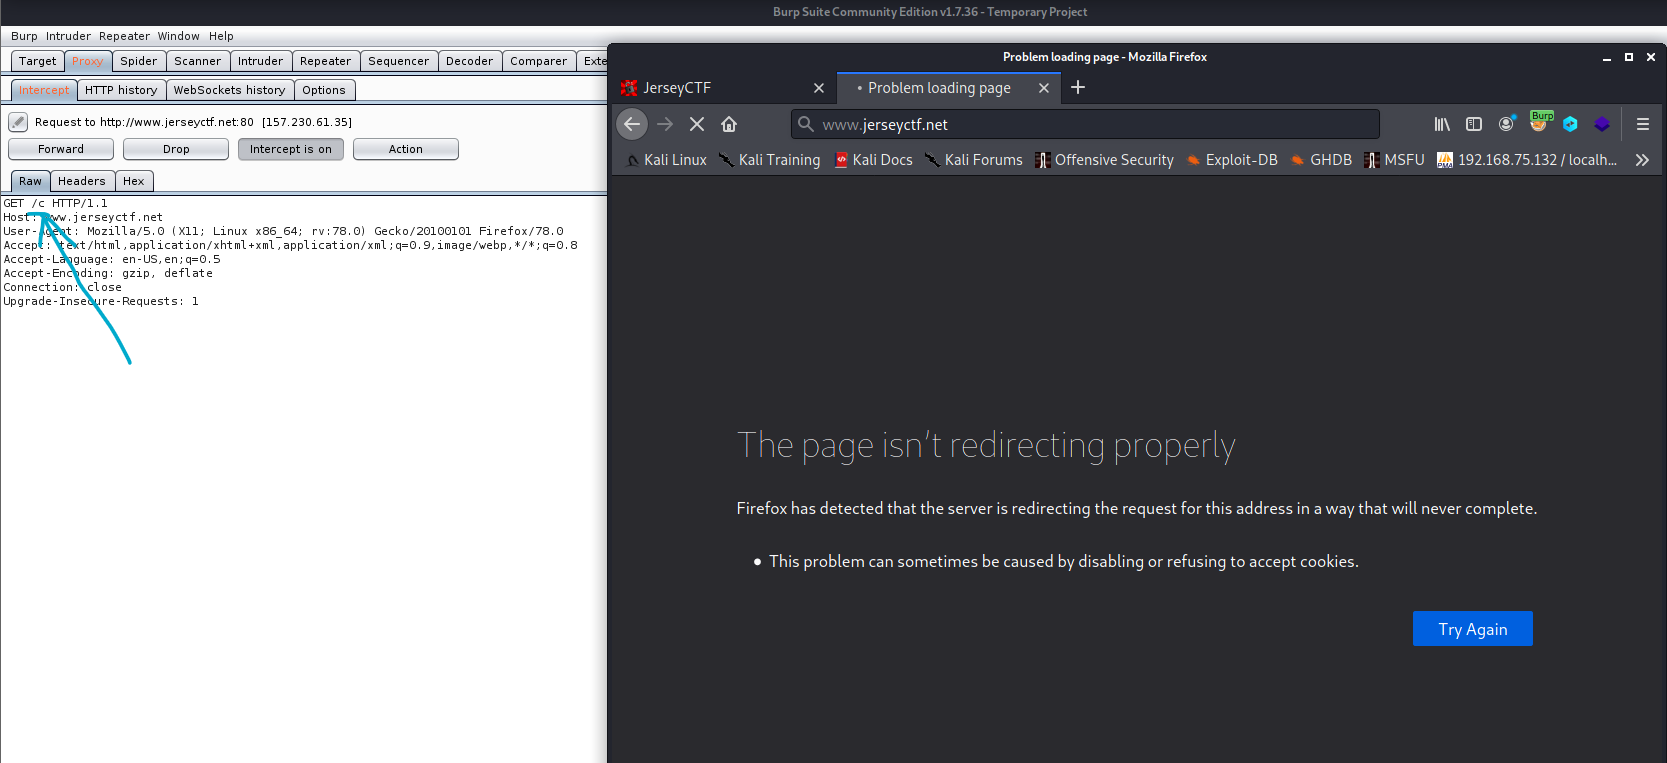 Burp Suite Community Edition v1.7.36 - Temporary Project
Burp Intruder Repeater Window Help
Target Proxy Spider Scanner Intruder Repeater Sequencer Decoder Comparer Exte
Intercept HTTP history WebSockets history Options
Request to http://www.jerseyctf.net:80 [157.230.61.35]
Forward Drop Intercept is on Action
Raw Headers Hex
GET /c HTTP/1.1
Host: www.jerseyctf.net
User-Agent: Mozilla/5.0 (X11; Linux x86_64; rv:78.0) Gecko/20100101 Firefox/78.0
Accept: text/html,application/xhtml+xml,application/xml;q=0.9,image/webp,*/*;q=0.8
Accept-Language: en-US,en;q=0.5
Accept-Encoding: gzip, deflate
Connection: close
Upgrade-Insecure-Requests: 1
Problem loading page - Mozilla Firefox
JerseyCTF
Problem loading page
www.jerseyctf.net
Burp
Kali Linux Kali Training Kali Docs Kali Forums Offensive Security Exploit-DB GHDB MSFU 192.168.75.132 / localh...
The page isn't redirecting properly
Firefox has detected that the server is redirecting the request for this address in a way that will never complete.
• This problem can sometimes be caused by disabling or refusing to accept cookies.
Try Again